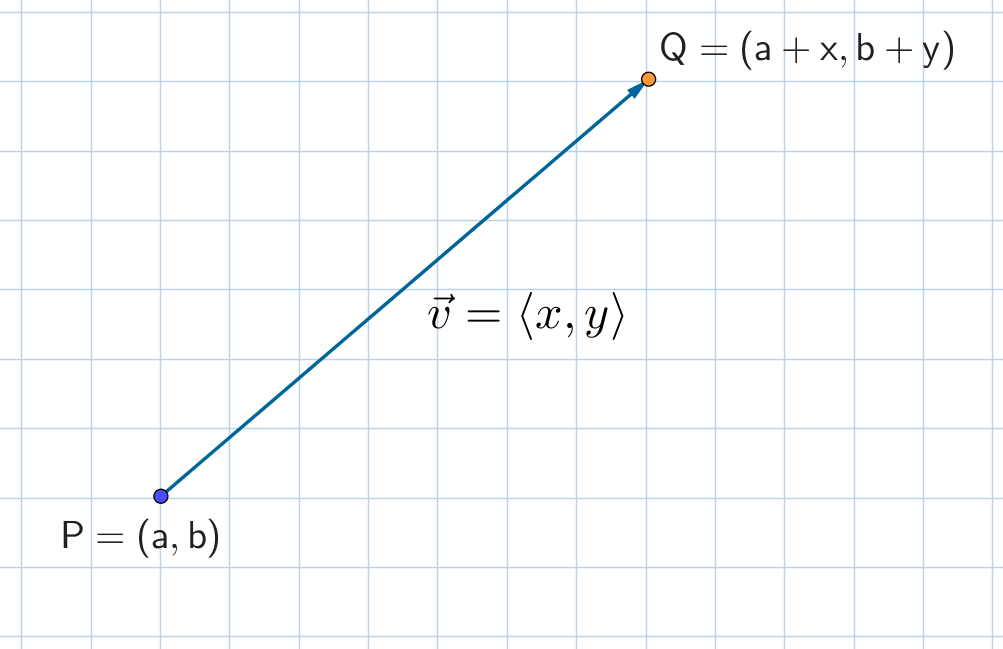 Q = (a + x, b + y)
v⃗ = ⟨x, y⟩
P = (a, b)